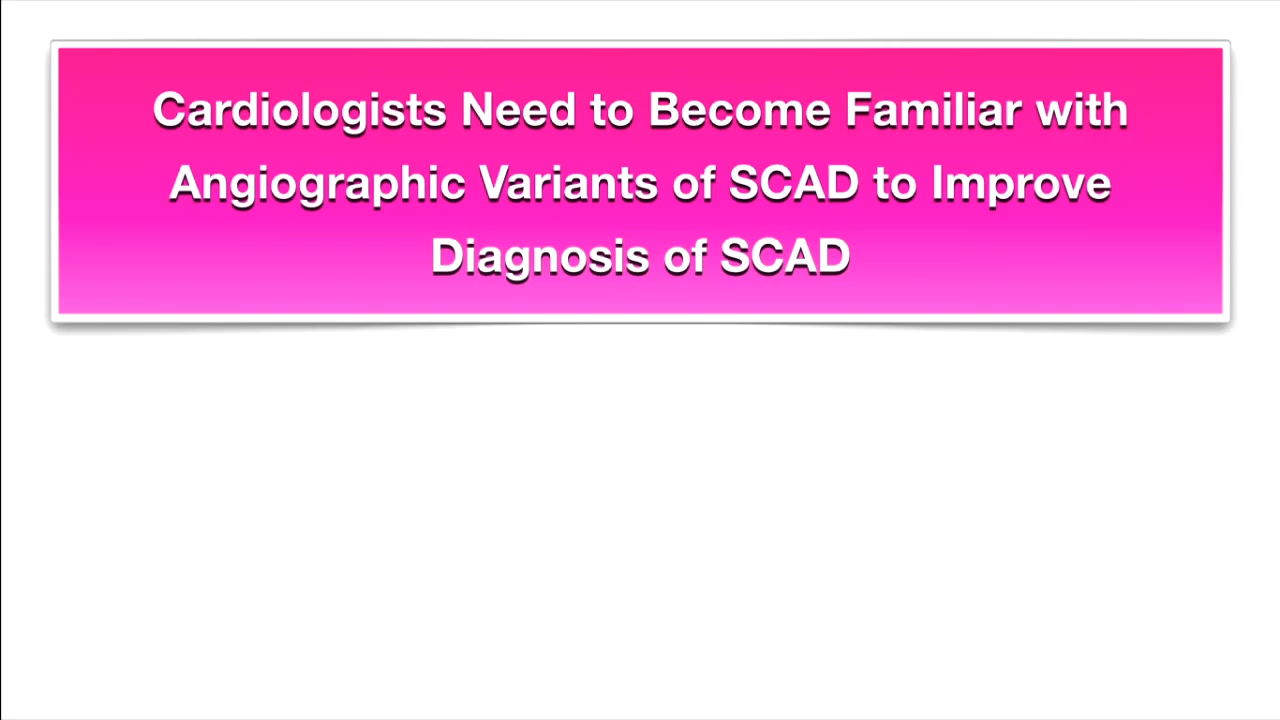 Cardiologists Need to Become Familiar with
Angiographic Variants of SCAD to Improve
Diagnosis of SCAD